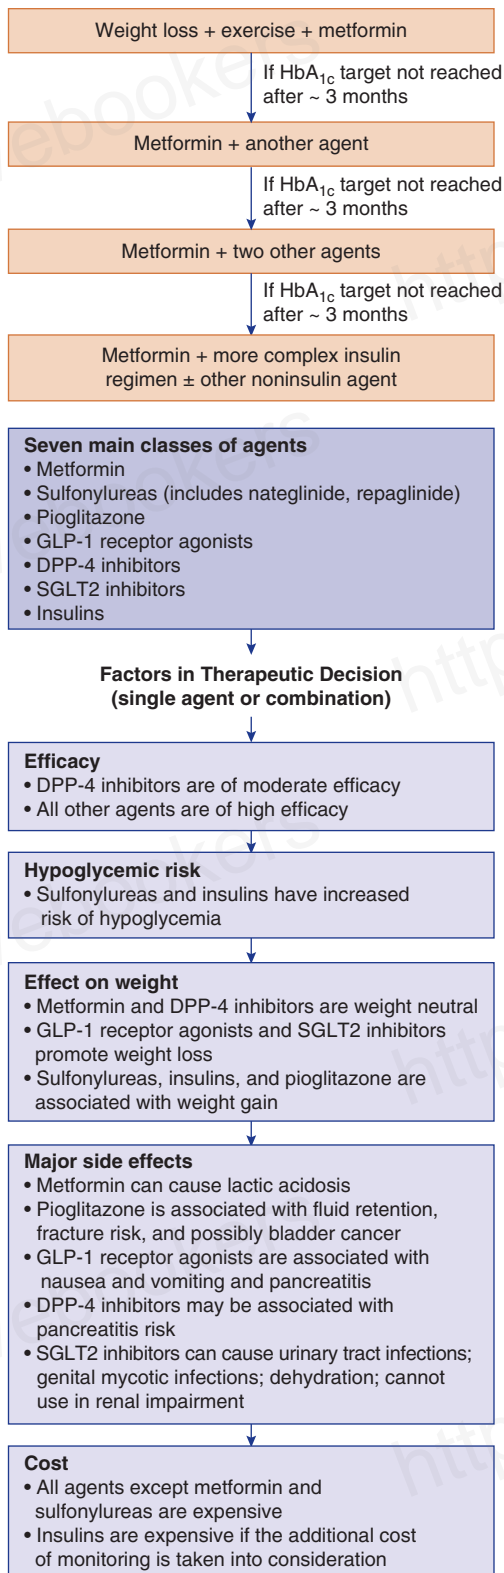 Weight loss + exercise + metformin
If HbA1c target not reached
after ~ 3 months
Metformin + another agent
If HbA1c target not reached
after ~ 3 months
Metformin + two other agents
If HbA1c target not reached
after ~ 3 months
Metformin + more complex insulin
regimen ± other noninsulin agent
Seven main classes of agents
• Metformin
• Sulfonylureas (includes nateglinide, repaglinide)
• Pioglitazone
• GLP-1 receptor agonists
• DPP-4 inhibitors
• SGLT2 inhibitors
• Insulins
Factors in Therapeutic Decision
(single agent or combination)
Efficacy
• DPP-4 inhibitors are of moderate efficacy
• All other agents are of high efficacy
Hypoglycemic risk
• Sulfonylureas and insulins have increased
risk of hypoglycemia
Effect on weight
• Metformin and DPP-4 inhibitors are weight neutral
• GLP-1 receptor agonists and SGLT2 inhibitors
promote weight loss
• Sulfonylureas, insulins, and pioglitazone are
associated with weight gain
Major side effects
• Metformin can cause lactic acidosis
• Pioglitazone is associated with fluid retention,
fracture risk, and possibly bladder cancer
• GLP-1 receptor agonists are associated with
nausea and vomiting and pancreatitis
• DPP-4 inhibitors may be associated with
pancreatitis risk
• SGLT2 inhibitors can cause urinary tract infections;
genital mycotic infections; dehydration; cannot
use in renal impairment
Cost
• All agents except metformin and
sulfonylureas are expensive
• Insulins are expensive if the additional cost
of monitoring is taken into consideration